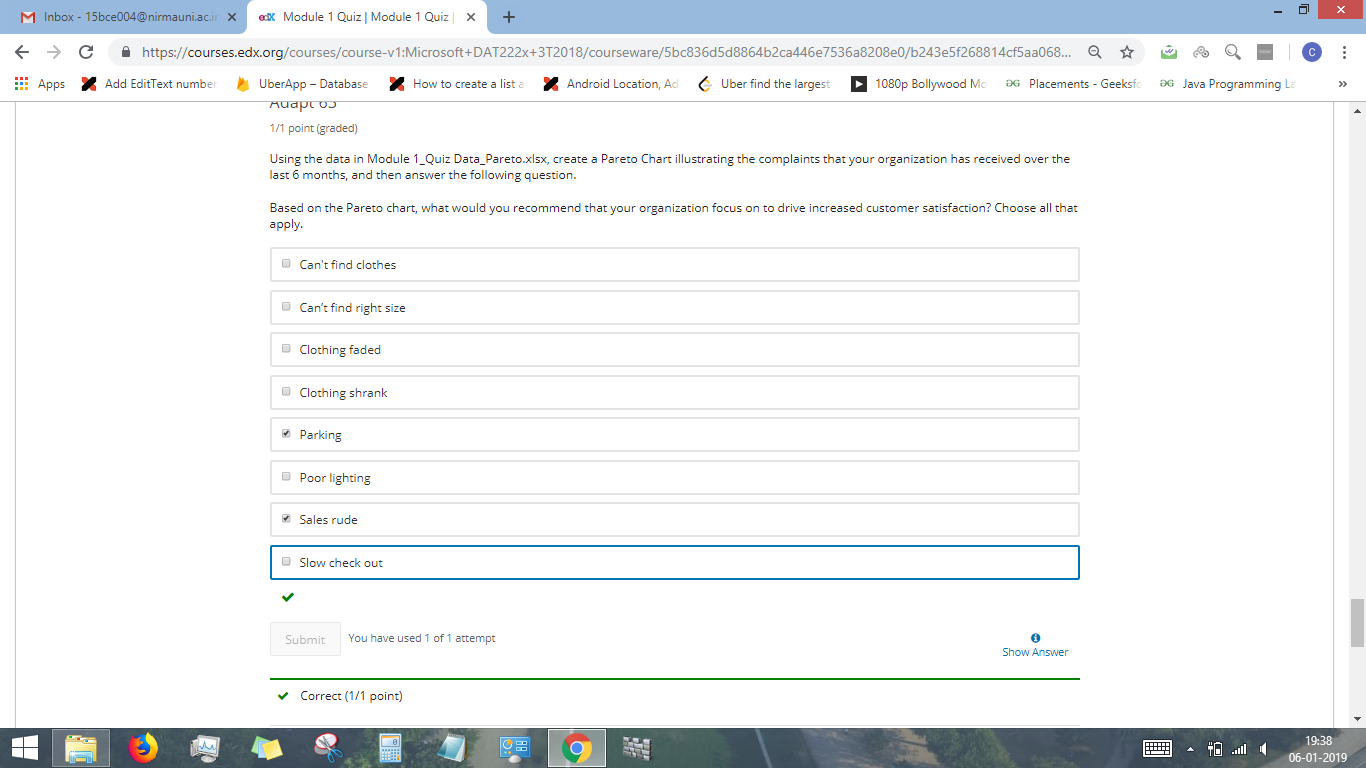 Inbox - 15bce004@nirmauni.ac.i
edX Module 1 Quiz | Module 1 Quiz |
https://courses.edx.org/courses/course-v1:Microsoft+DAT222x+3T2018/courseware/5bc836d5d8864b2ca446e7536a8208e0/b243e5f268814cf5aa068...
C
Apps Add EditText number UberApp – Database How to create a list a Android Location, Ad Uber find the largest 1080p Bollywood Mo Placements - Geeksfo Java Programming La »
Adapt 63
1/1 point (graded)
Using the data in Module 1_Quiz Data_Pareto.xlsx, create a Pareto Chart illustrating the complaints that your organization has received over the
last 6 months, and then answer the following question.
Based on the Pareto chart, what would you recommend that your organization focus on to drive increased customer satisfaction? Choose all that
apply.
Can't find clothes
Can’t find right size
Clothing faded
Clothing shrank
Parking
Poor lighting
Sales rude
Slow check out
Submit You have used 1 of 1 attempt
Show Answer
Correct (1/1 point)
19:38
06-01-2019